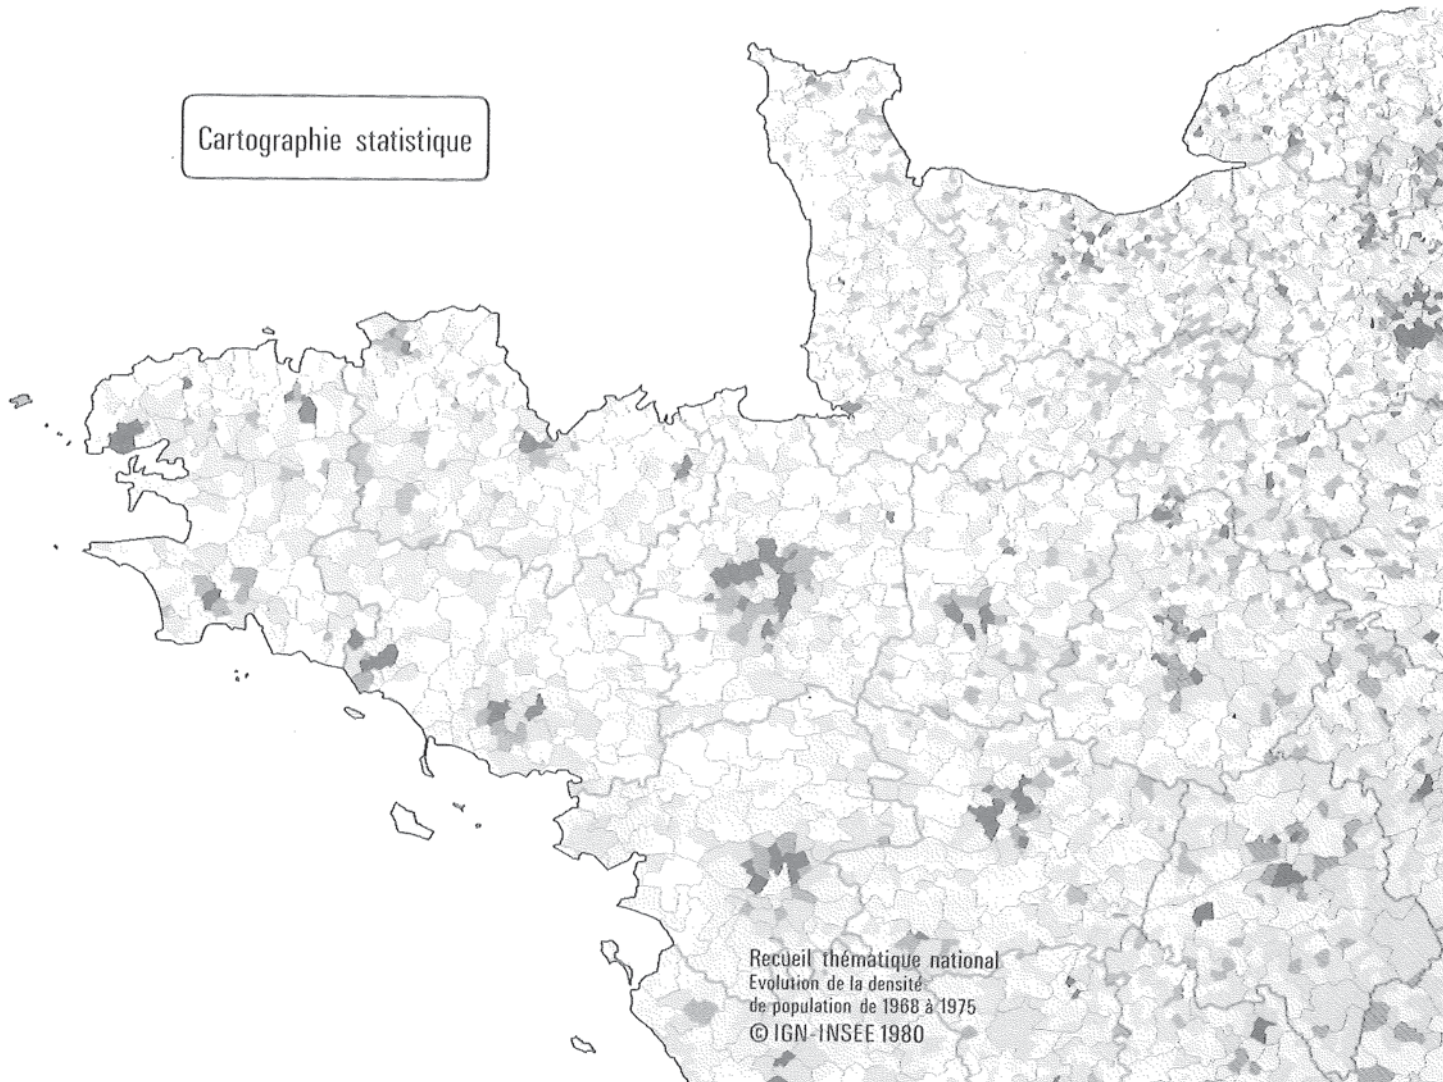 Cartographie statistique
Recueil thématique national
Evolution de la densité
de population de 1968 à 1975
© IGN-INSEE 1980